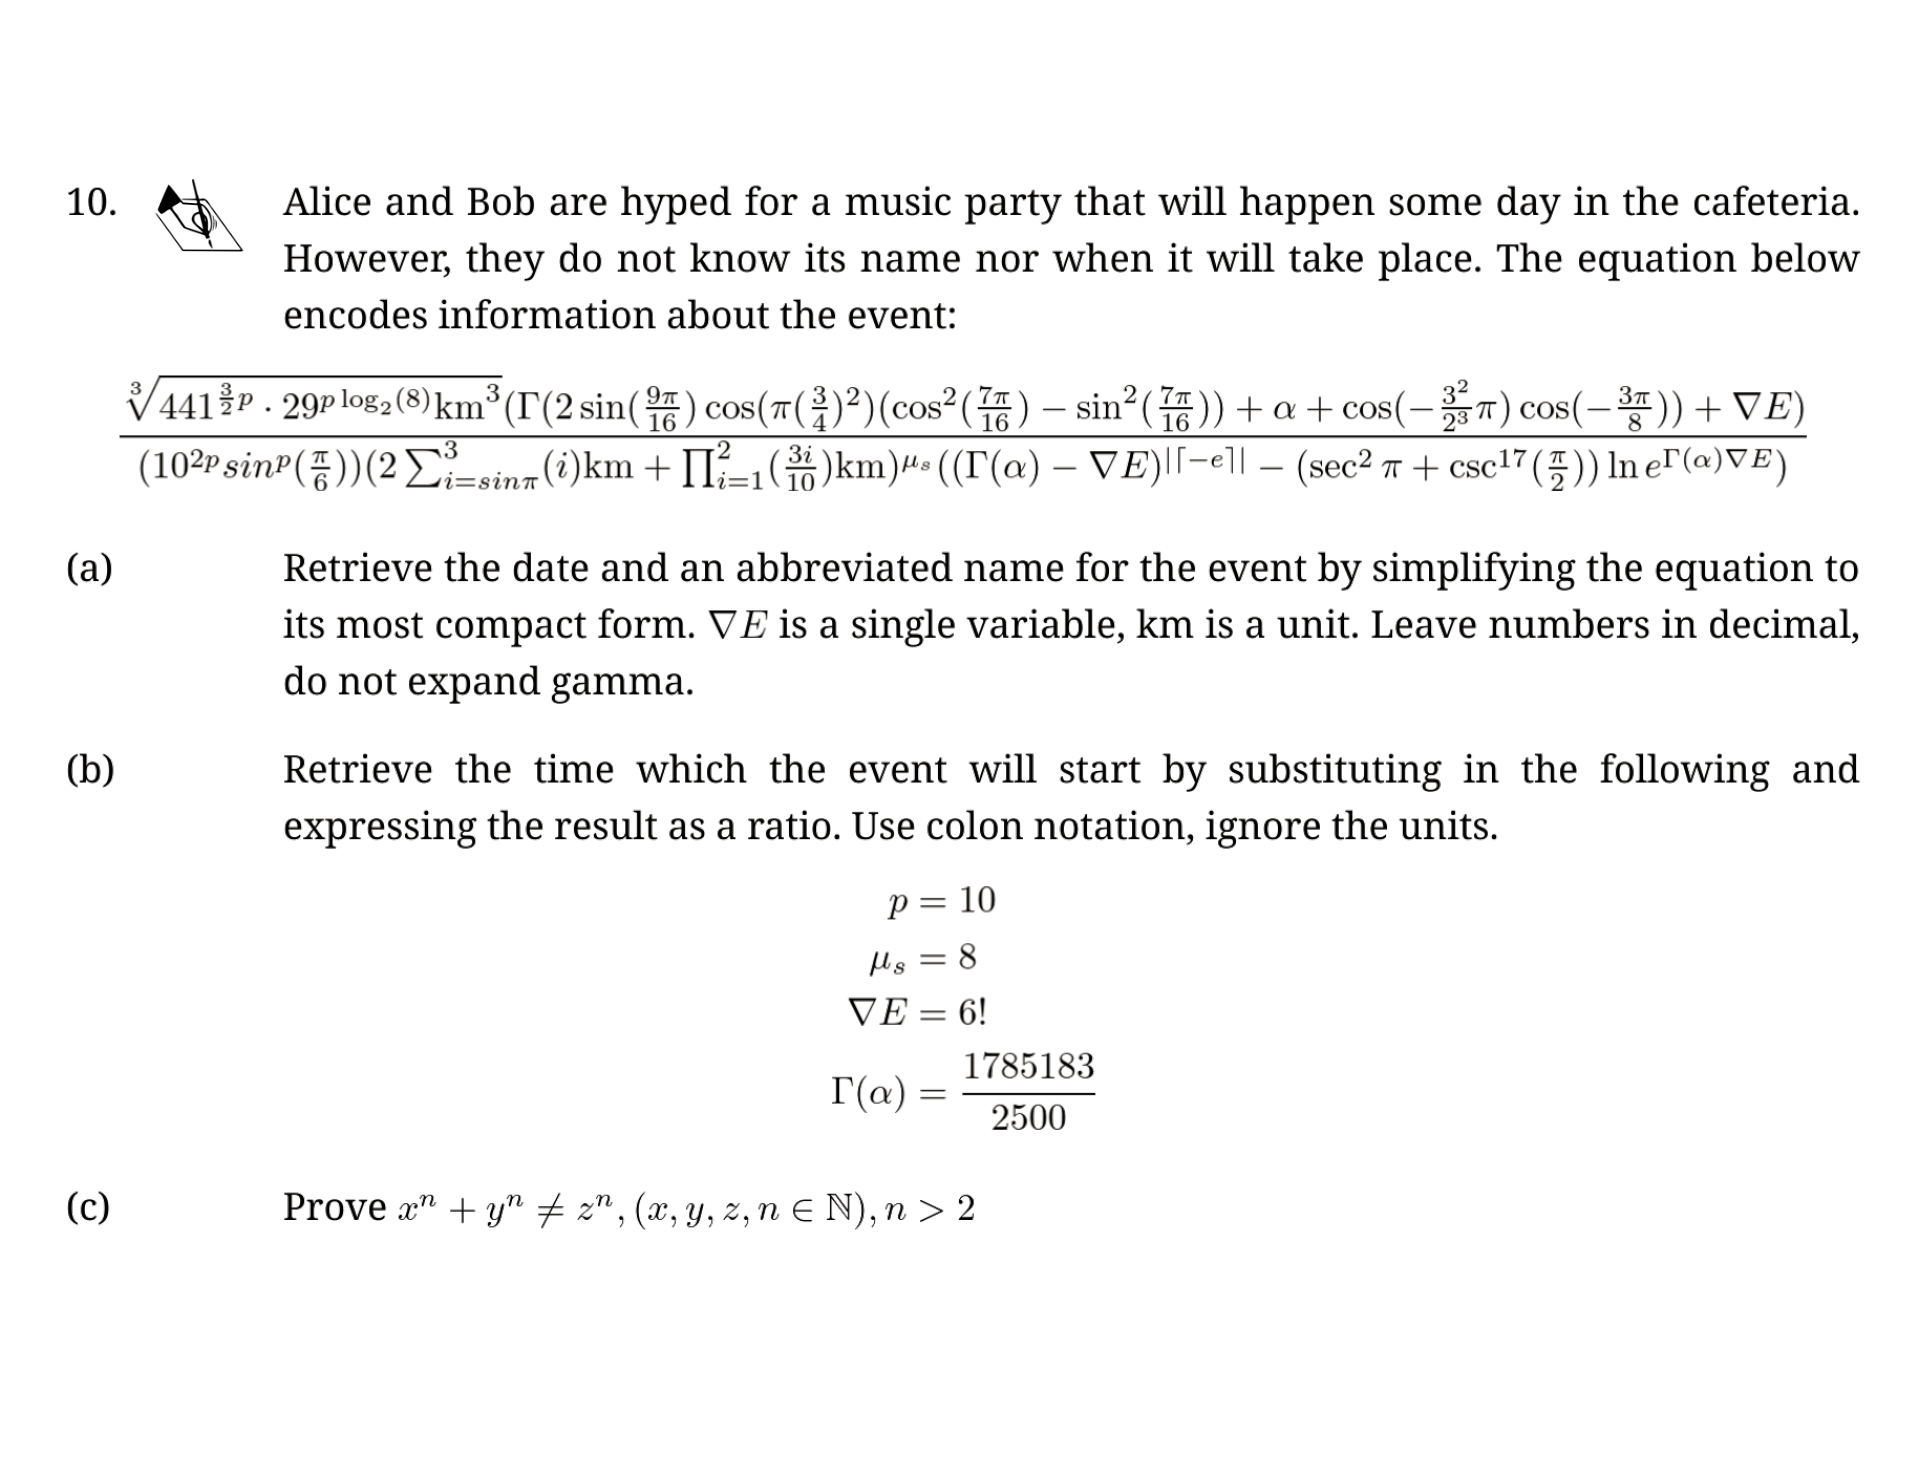 10. Alice and Bob are hyped for a music party that will happen some day in the cafeteria.
However, they do not know its name nor when it will take place. The equation below
encodes information about the event:
\frac{\sqrt[3]{441^{\frac{3}{2}p} \cdot 29^{p \log_2(8)} \text{km}^3}(\Gamma(2\sin(\frac{9\pi}{16})\cos(\pi(\frac{3}{4})^2)(\cos^2(\frac{7\pi}{16}) - \sin^2(\frac{7\pi}{16})) + \alpha + \cos(-\frac{3^2}{2^3}\pi)\cos(-\frac{3\pi}{8})) + \nabla E)}{(10^{2p} sin^p(\frac{\pi}{6}))(2\sum_{i=sin\pi}^{3}(i)\text{km} + \prod_{i=1}^{2}(\frac{3i}{10})\text{km})^{\mu_s}((\Gamma(\alpha) - \nabla E)^{|\lceil -e \rceil|} - (\sec^2 \pi + \csc^{17}(\frac{\pi}{2})) \ln e^{\Gamma(\alpha)\nabla E})}
(a) Retrieve the date and an abbreviated name for the event by simplifying the equation to
its most compact form. ∇E is a single variable, km is a unit. Leave numbers in decimal,
do not expand gamma.
(b) Retrieve the time which the event will start by substituting in the following and
expressing the result as a ratio. Use colon notation, ignore the units.
p = 10
μ_s = 8
∇E = 6!
Γ(α) = \frac{1785183}{2500}
(c) Prove x^n + y^n ≠ z^n, (x, y, z, n ∈ ℕ), n > 2